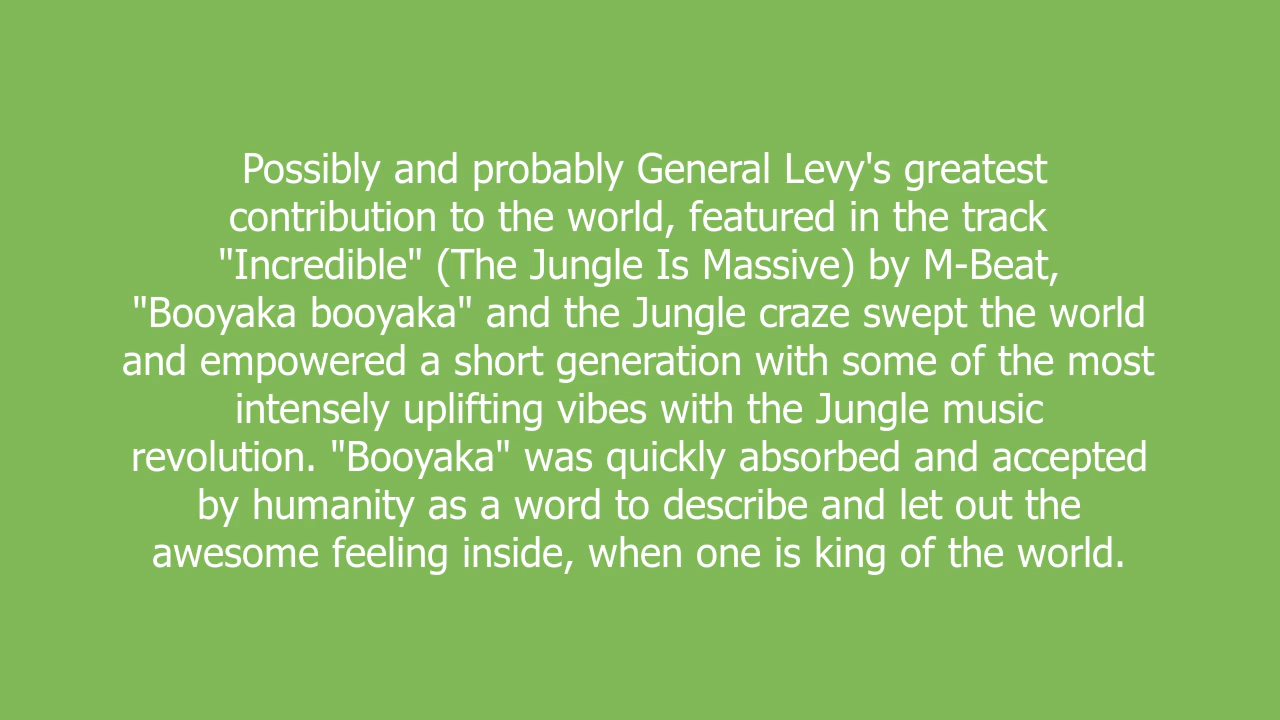 Possibly and probably General Levy's greatest
contribution to the world, featured in the track
"Incredible" (The Jungle Is Massive) by M-Beat,
"Booyaka booyaka" and the Jungle craze swept the world
and empowered a short generation with some of the most
intensely uplifting vibes with the Jungle music
revolution. "Booyaka" was quickly absorbed and accepted
by humanity as a word to describe and let out the
awesome feeling inside, when one is king of the world.